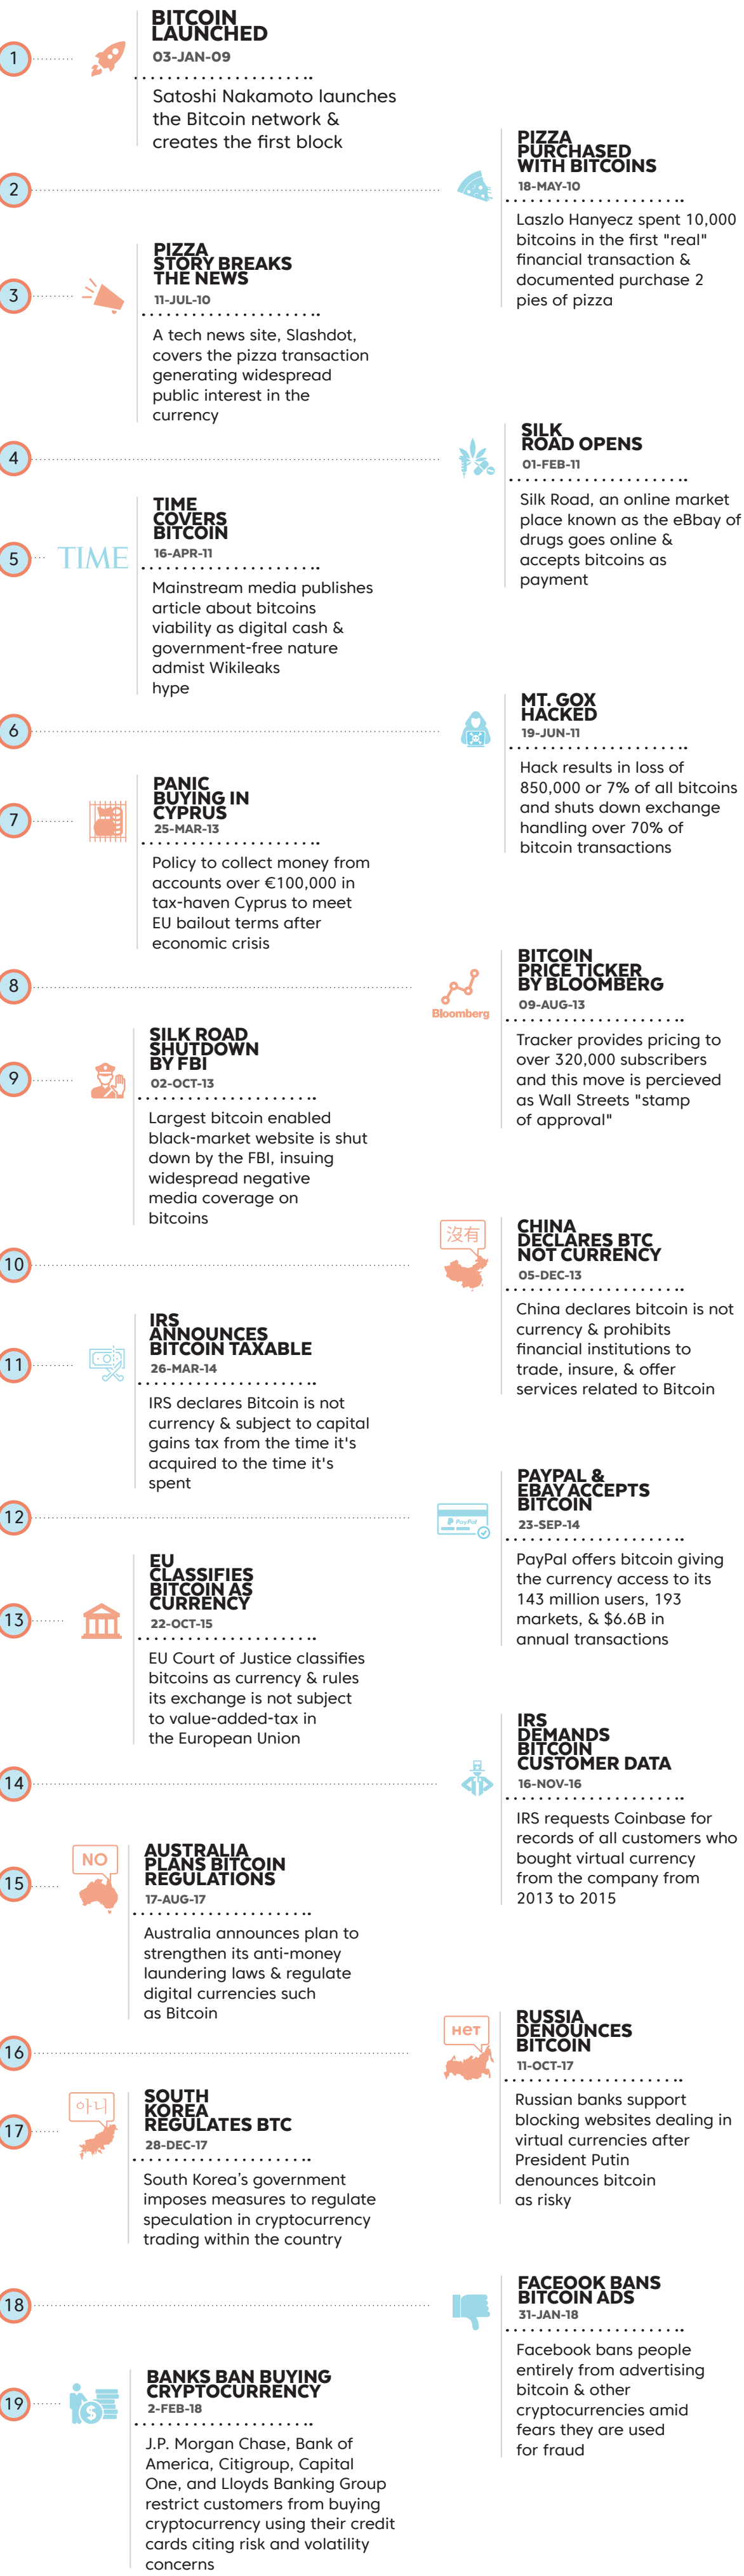 1
BITCOIN
LAUNCHED
03-JAN-09
Satoshi Nakamoto launches
the Bitcoin network &
creates the first block
2
PIZZA
PURCHASED
WITH BITCOINS
18-MAY-10
Laszlo Hanyecz spent 10,000
bitcoins in the first "real"
financial transaction &
documented purchase 2
pies of pizza
3
PIZZA
STORY BREAKS
THE NEWS
11-JUL-10
A tech news site, Slashdot,
covers the pizza transaction
generating widespread
public interest in the
currency
4
SILK
ROAD OPENS
01-FEB-11
Silk Road, an online market
place known as the eBbay of
drugs goes online &
accepts bitcoins as
payment
5
TIME
TIME
COVERS
BITCOIN
16-APR-11
Mainstream media publishes
article about bitcoins
viability as digital cash &
government-free nature
admist Wikileaks
hype
6
MT. GOX
HACKED
19-JUN-11
Hack results in loss of
850,000 or 7% of all bitcoins
and shuts down exchange
handling over 70% of
bitcoin transactions
7
PANIC
BUYING IN
CYPRUS
25-MAR-13
Policy to collect money from
accounts over €100,000 in
tax-haven Cyprus to meet
EU bailout terms after
economic crisis
8
Bloomberg
BITCOIN
PRICE TICKER
BY BLOOMBERG
09-AUG-13
Tracker provides pricing to
over 320,000 subscribers
and this move is percieved
as Wall Streets "stamp
of approval"
9
SILK ROAD
SHUTDOWN
BY FBI
02-OCT-13
Largest bitcoin enabled
black-market website is shut
down by the FBI, insuing
widespread negative
media coverage on
bitcoins
10
沒有
CHINA
DECLARES BTC
NOT CURRENCY
05-DEC-13
China declares bitcoin is not
currency & prohibits
financial institutions to
trade, insure, & offer
services related to Bitcoin
11
IRS
ANNOUNCES
BITCOIN TAXABLE
26-MAR-14
IRS declares Bitcoin is not
currency & subject to capital
gains tax from the time it's
acquired to the time it's
spent
12
PayPal
PAYPAL &
EBAY ACCEPTS
BITCOIN
23-SEP-14
PayPal offers bitcoin giving
the currency access to its
143 million users, 193
markets, & $6.6B in
annual transactions
13
EU
CLASSIFIES
BITCOIN AS
CURRENCY
22-OCT-15
EU Court of Justice classifies
bitcoins as currency & rules
its exchange is not subject
to value-added-tax in
the European Union
14
IRS
DEMANDS
BITCOIN
CUSTOMER DATA
16-NOV-16
IRS requests Coinbase for
records of all customers who
bought virtual currency
from the company from
2013 to 2015
15
NO
AUSTRALIA
PLANS BITCOIN
REGULATIONS
17-AUG-17
Australia announces plan to
strengthen its anti-money
laundering laws & regulate
digital currencies such
as Bitcoin
16
нет
RUSSIA
DENOUNCES
BITCOIN
11-OCT-17
Russian banks support
blocking websites dealing in
virtual currencies after
President Putin
denounces bitcoin
as risky
17
아니
SOUTH
KOREA
REGULATES BTC
28-DEC-17
South Korea's government
imposes measures to regulate
speculation in cryptocurrency
trading within the country
18
FACEOOK BANS
BITCOIN ADS
31-JAN-18
Facebook bans people
entirely from advertising
bitcoin & other
cryptocurrencies amid
fears they are used
for fraud
19
$
BANKS BAN BUYING
CRYPTOCURRENCY
2-FEB-18
J.P. Morgan Chase, Bank of
America, Citigroup, Capital
One, and Lloyds Banking Group
restrict customers from buying
cryptocurrency using their credit
cards citing risk and volatility
concerns